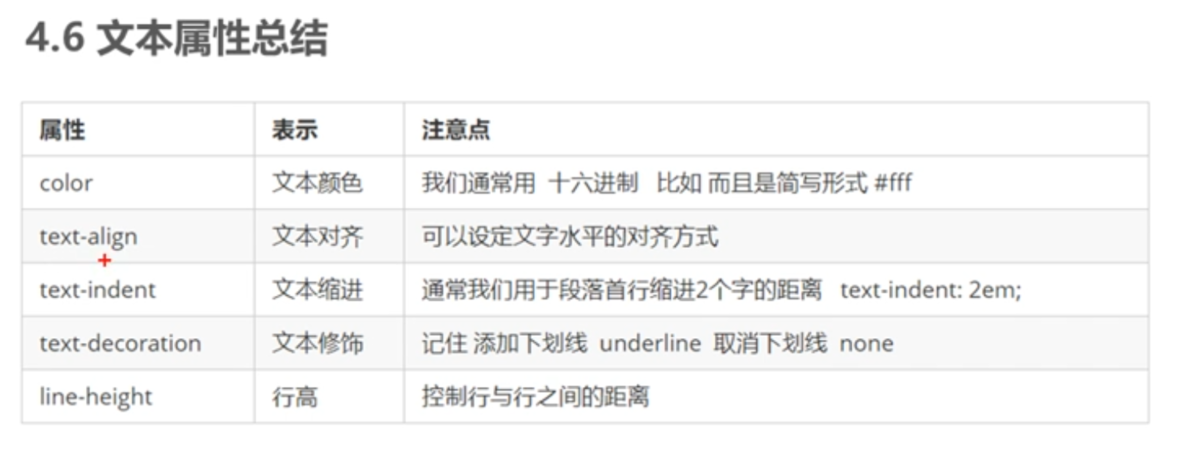 4.6 文本属性总结
属性 表示 注意点
color 文本颜色 我们通常用 十六进制 比如 而且是简写形式 #fff
text-align 文本对齐 可以设定文字水平的对齐方式
text-indent 文本缩进 通常我们用于段落首行缩进2个字的距离 text-indent: 2em;
text-decoration 文本修饰 记住 添加下划线 underline 取消下划线 none
line-height 行高 控制行与行之间的距离